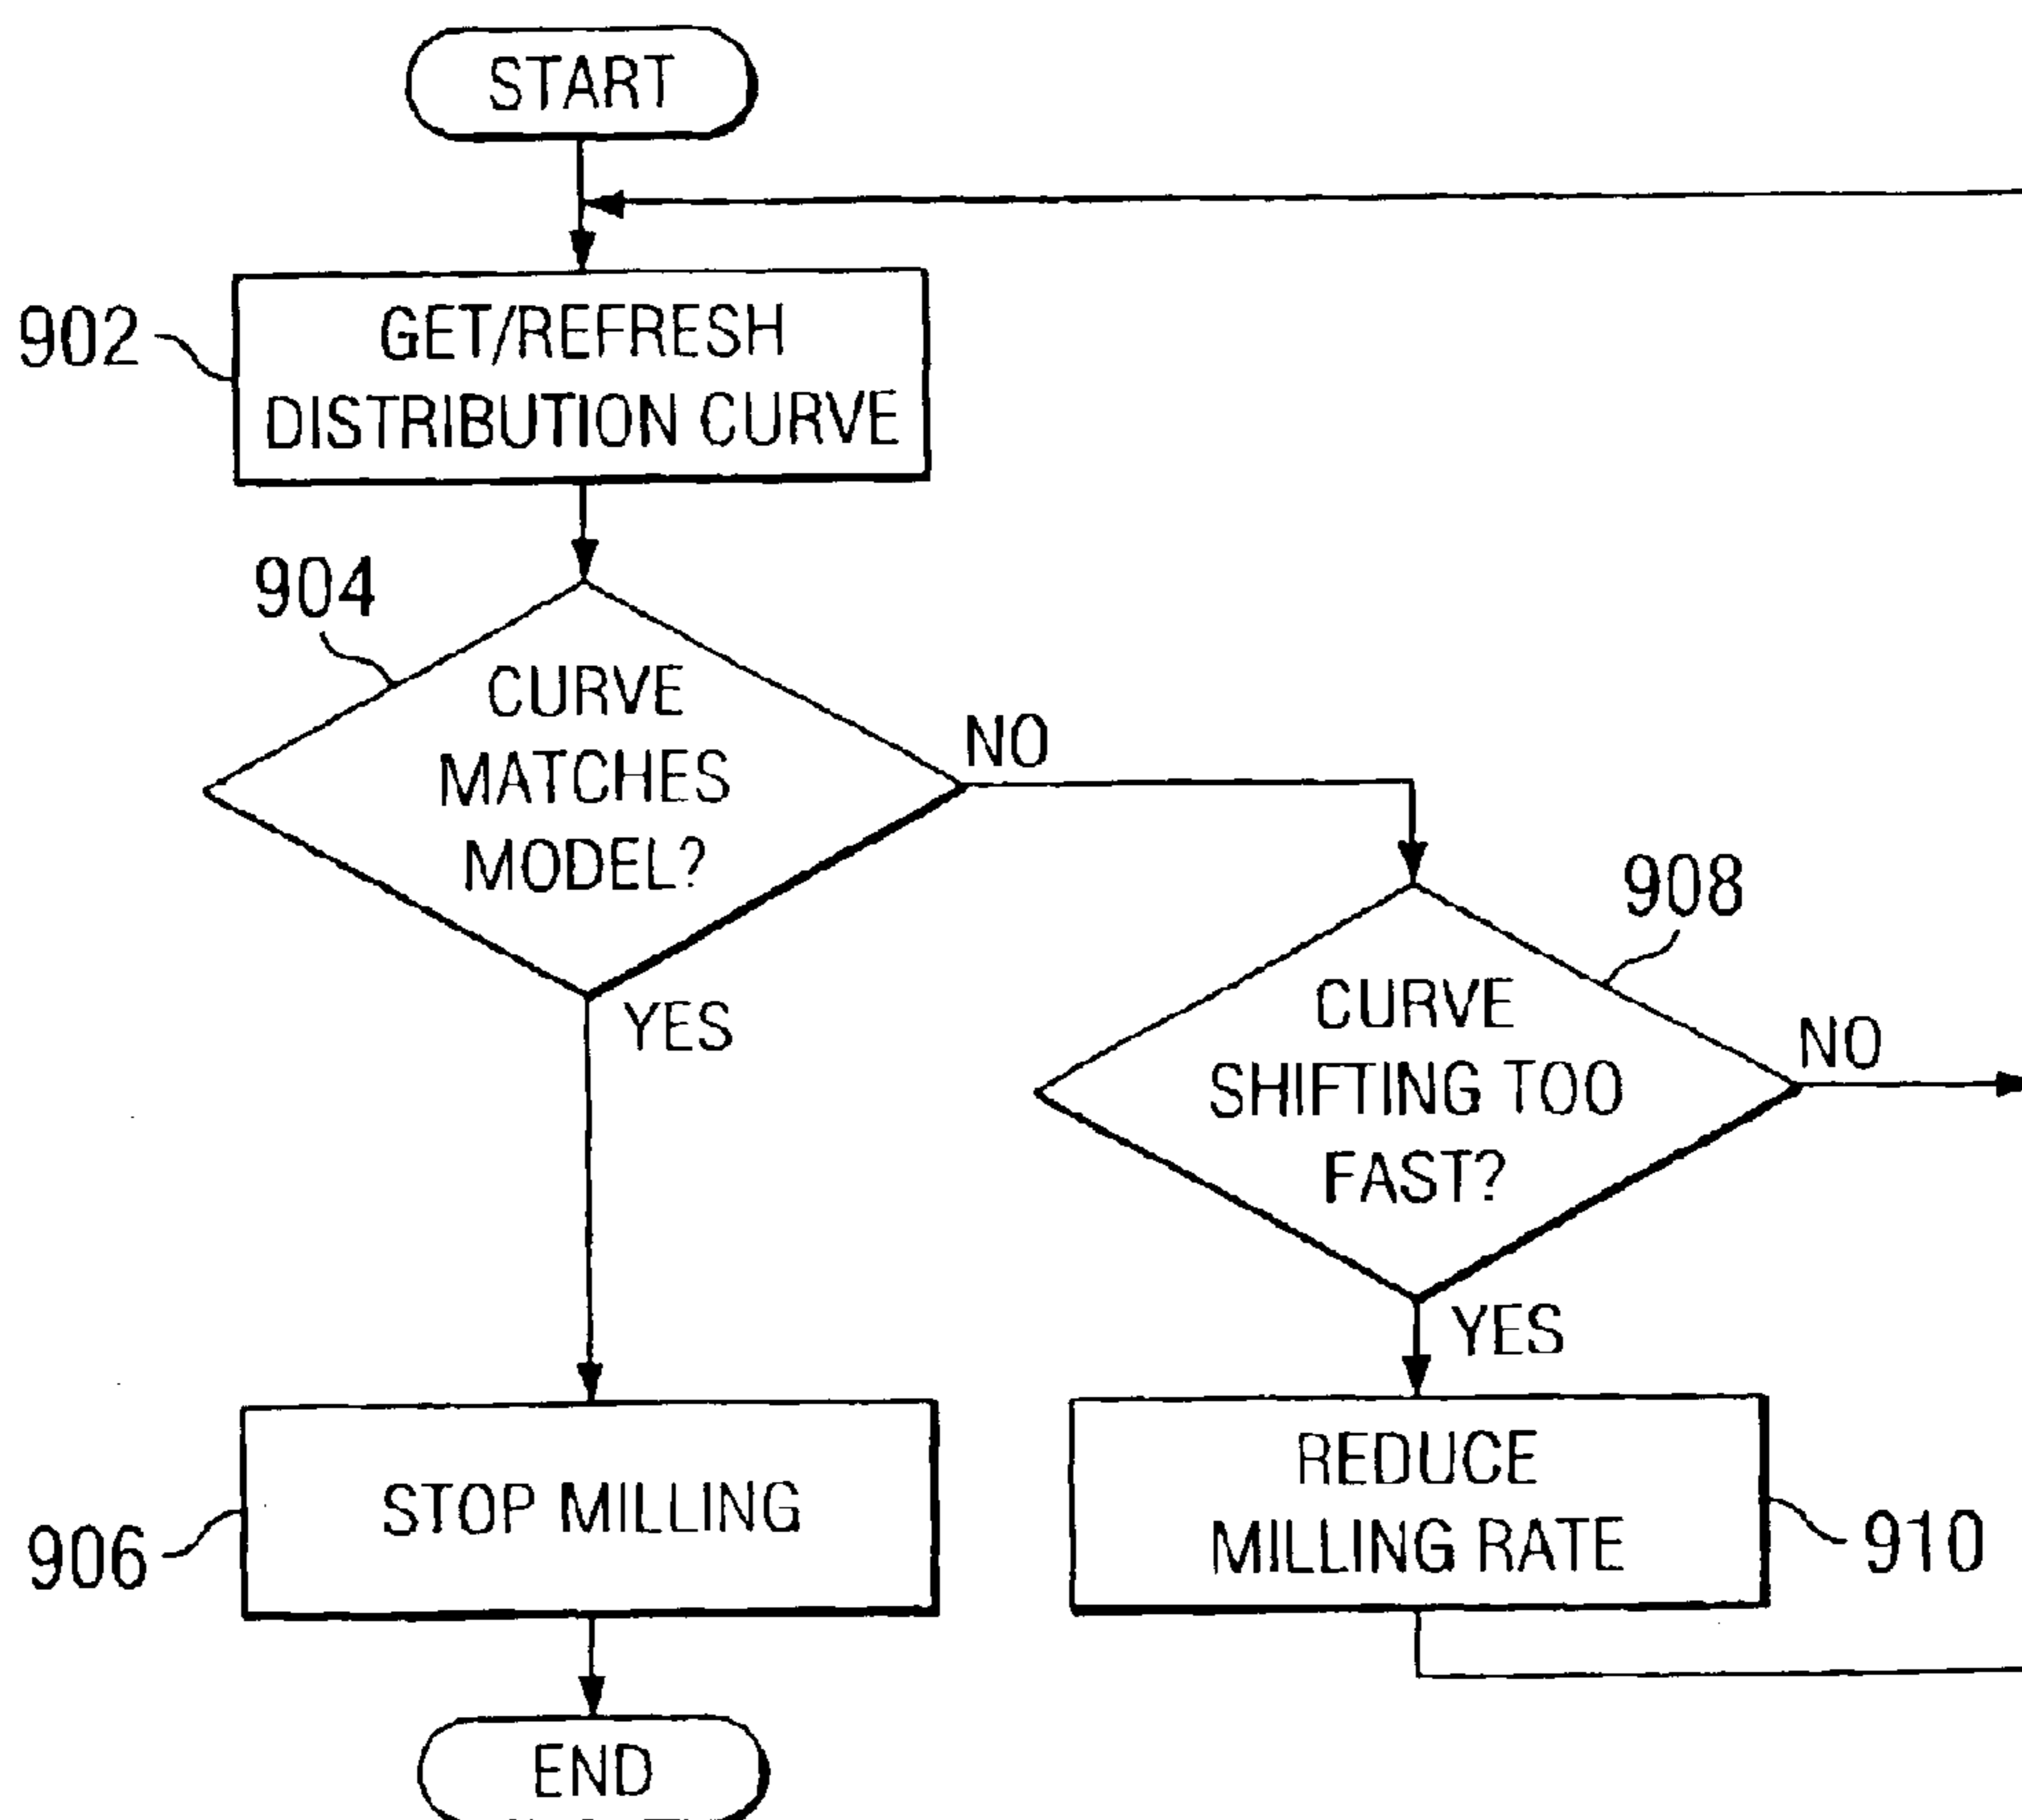 START
902
GET/REFRESH
DISTRIBUTION CURVE
904
CURVE
MATCHES
MODEL?
NO
YES
908
CURVE
SHIFTING TOO
FAST?
NO
YES
906
STOP MILLING
REDUCE
MILLING RATE
910
END